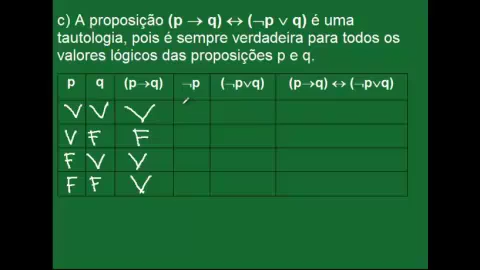 c) A proposição (p → q) ↔ (¬p ∨ q) é uma
tautologia, pois é sempre verdadeira para todos os
valores lógicos das proposições p e q.
p q (p→q) ¬p (¬p∨q) (p→q) ↔ (¬p∨q)
V V V
V F F
F V V
F F V